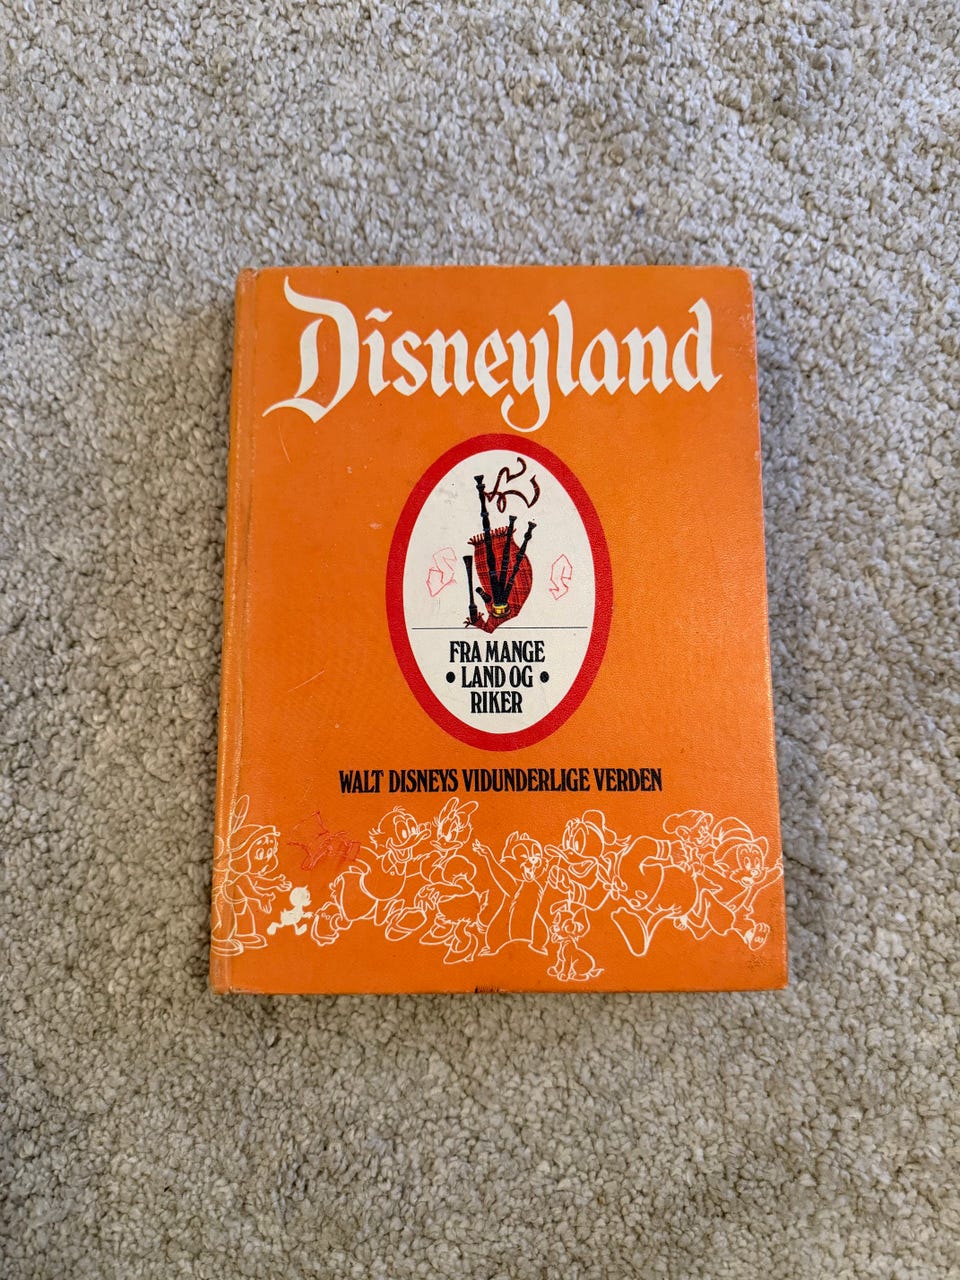 Disneyland
FRA MANGE
• LAND OG •
RIKER
WALT DISNEYS VIDUNDERLIGE VERDEN